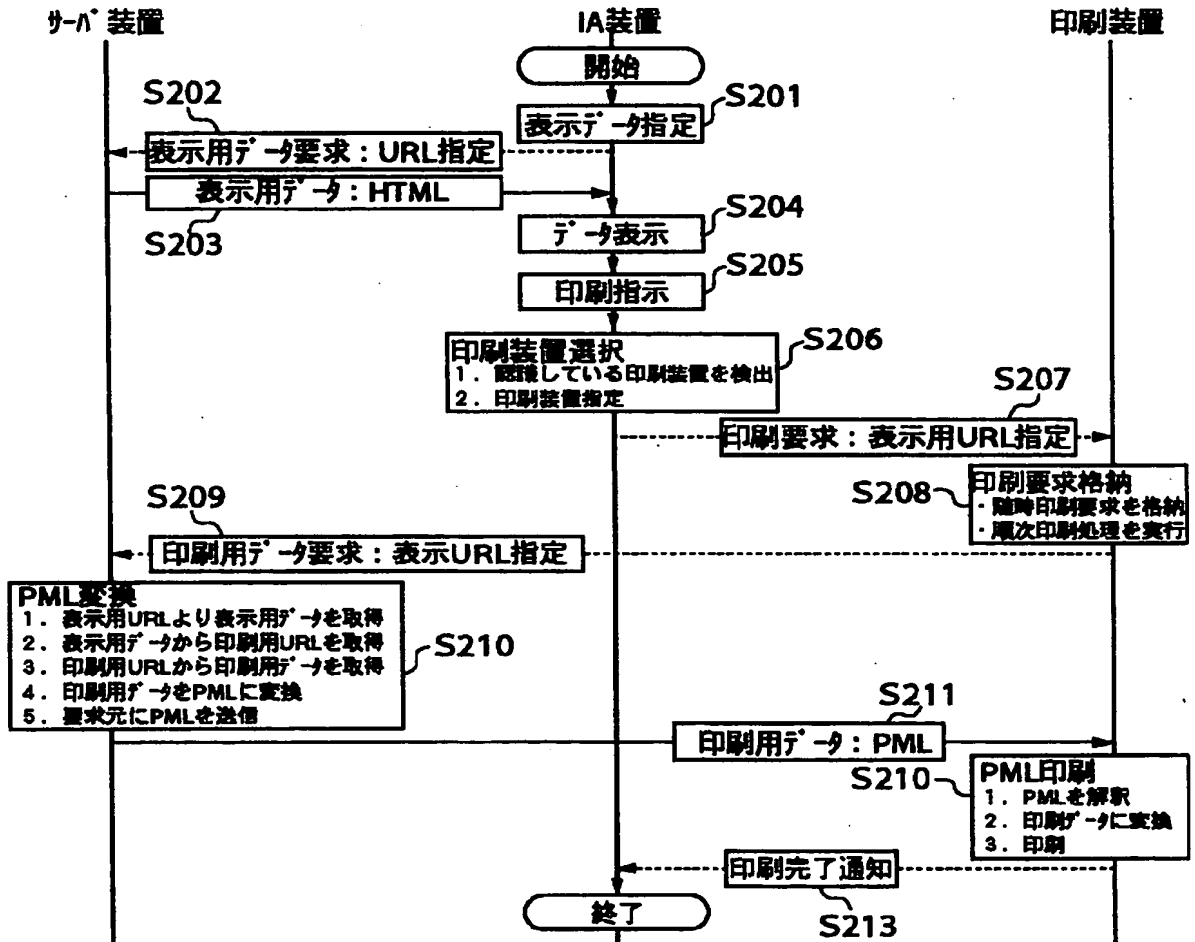 サーバ装置
IA装置
印刷装置
開始
S201
表示データ指定
S202
表示用データ要求：URL指定
表示用データ：HTML
S203
S204
データ表示
S205
印刷指示
S206
印刷装置選択
1．認識している印刷装置を検出
2．印刷装置指定
S207
印刷要求：表示用URL指定
S208
印刷要求格納
・随時印刷要求を格納
・順次印刷処理を実行
S209
印刷用データ要求：表示URL指定
PML変換
1．表示用URLより表示用データを取得
2．表示用データから印刷用URLを取得
3．印刷用URLから印刷用データを取得
4．印刷用データをPMLに変換
5．要求元にPMLを送信
S210
S211
印刷用データ：PML
S210
PML印刷
1．PMLを解釈
2．印刷データに変換
3．印刷
印刷完了通知
S213
終了